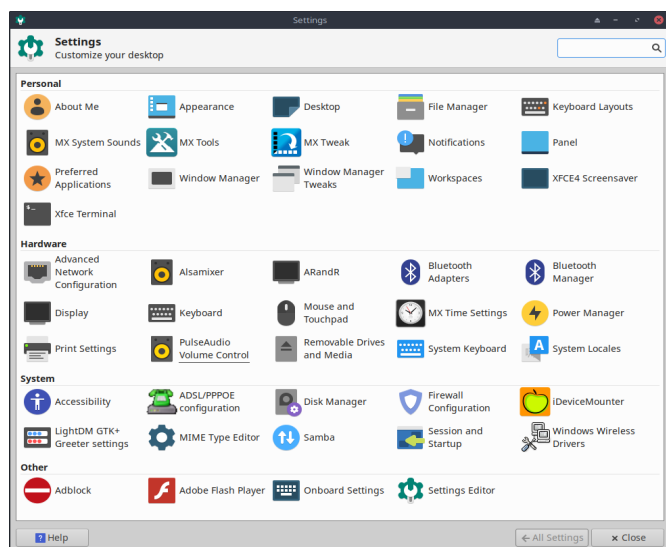 Settings
Settings
Customize your desktop
Personal
About Me
Appearance
Desktop
File Manager
Keyboard Layouts
MX System Sounds
MX Tools
MX Tweak
Notifications
Panel
Preferred
Applications
Window Manager
Window Manager
Tweaks
Workspaces
XFCE4 Screensaver
Xfce Terminal
Hardware
Advanced
Network
Configuration
Alsamixer
ARandR
Bluetooth
Adapters
Bluetooth
Manager
Display
Keyboard
Mouse and
Touchpad
MX Time Settings
Power Manager
Print Settings
PulseAudio
Volume Control
Removable Drives
and Media
System Keyboard
A
System Locales
System
Accessibility
ADSL/PPPOE
configuration
Disk Manager
Firewall
Configuration
iDeviceMounter
LightDM GTK+
Greeter settings
MIME Type Editor
Samba
Session and
Startup
Windows Wireless
Drivers
Other
Adblock
Adobe Flash Player
Onboard Settings
Settings Editor
? Help
← All Settings
× Close